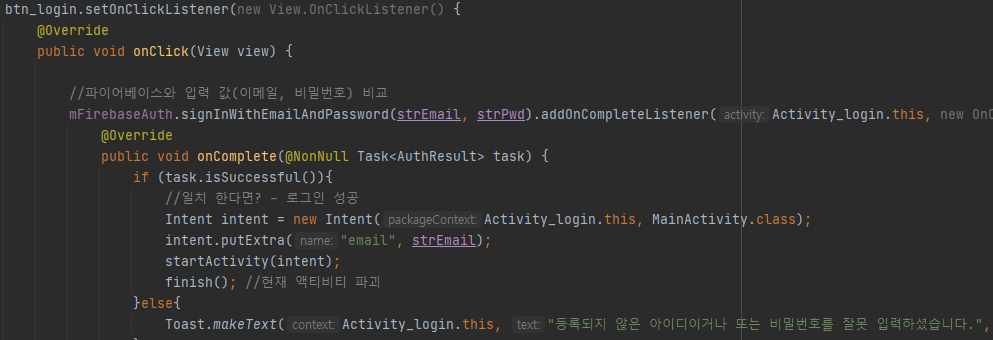 btn_login.setOnClickListener(new View.OnClickListener() {
@Override
public void onClick(View view) {
//파이어베이스와 입력 값(이메일, 비밀번호) 비교
mFirebaseAuth.signInWithEmailAndPassword(strEmail, strPwd).addOnCompleteListener( activity: Activity_login.this, new OnC
@Override
public void onComplete(@NonNull Task<AuthResult> task) {
if (task.isSuccessful()){
//일치 한다면? - 로그인 성공
Intent intent = new Intent( packageContext: Activity_login.this, MainActivity.class);
intent.putExtra( name: "email", strEmail);
startActivity(intent);
finish(); //현재 액티비티 파괴
}else{
Toast.makeText( context: Activity_login.this, text: "등록되지 않은 아이디이거나 또는 비밀번호를 잘못 입력하셨습니다.",